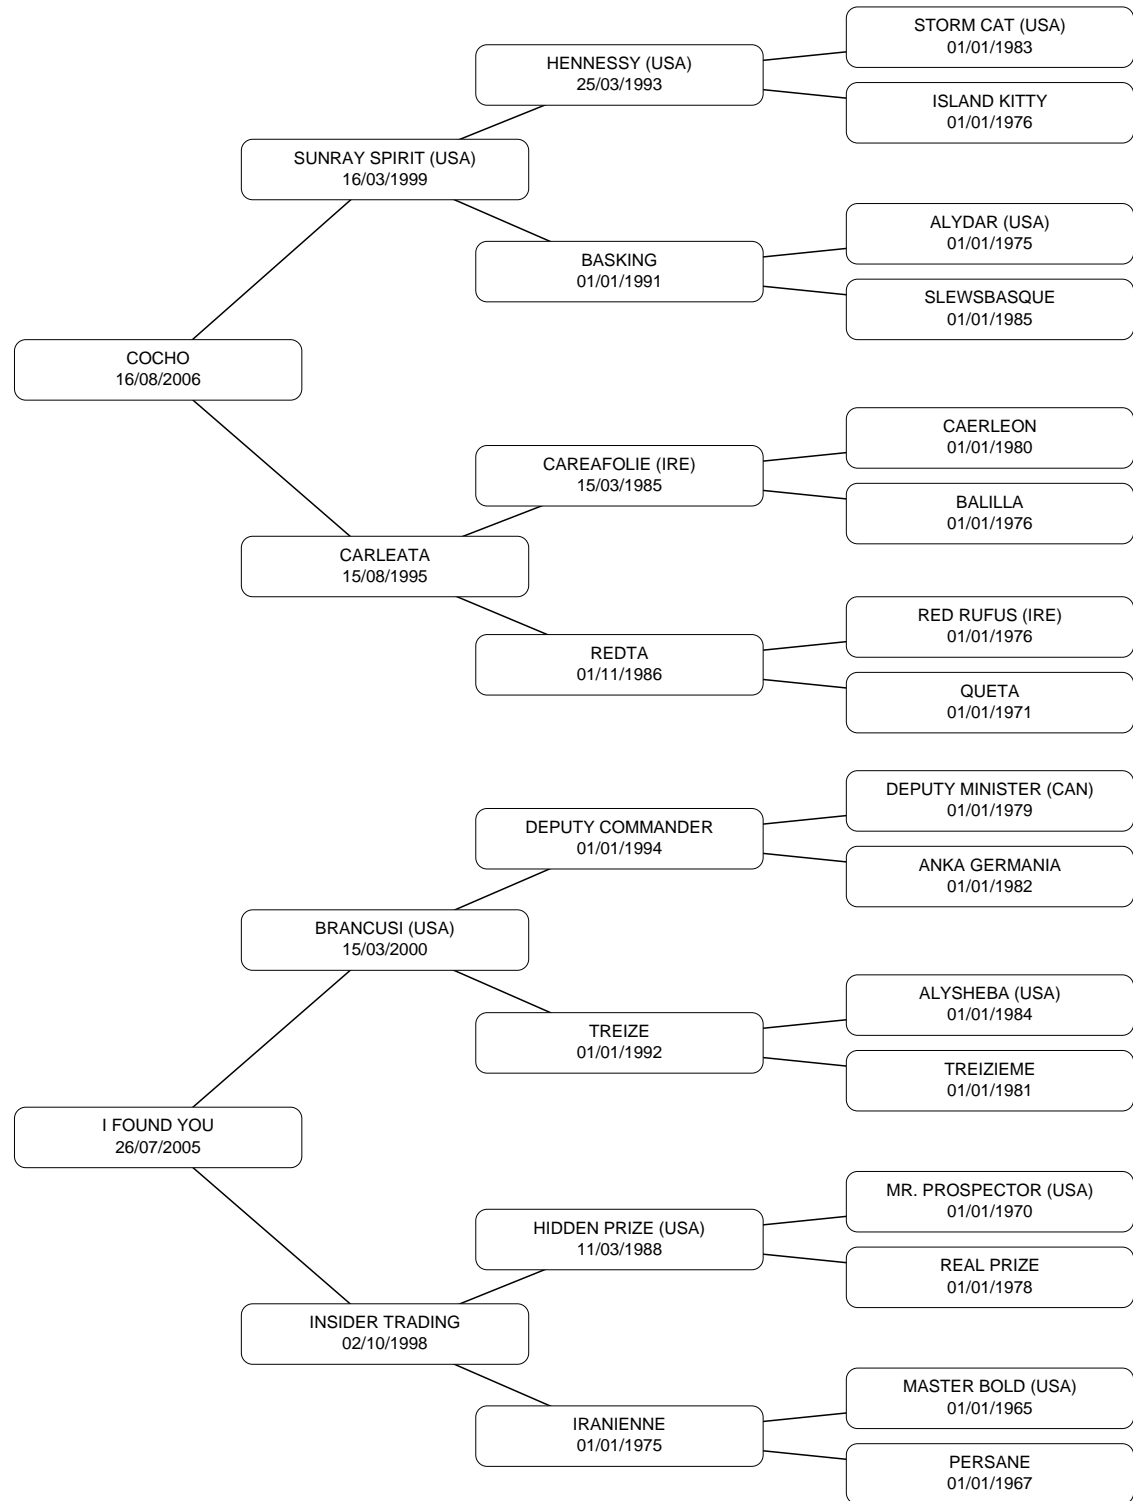 STORM CAT (USA)
01/01/1983
HENNESSY (USA)
25/03/1993
ISLAND KITTY
01/01/1976
SUNRAY SPIRIT (USA)
16/03/1999
ALYDAR (USA)
01/01/1975
BASKING
01/01/1991
SLEWSBASQUE
01/01/1985
COCHO
16/08/2006
CAERLEON
01/01/1980
CAREAFOLIE (IRE)
15/03/1985
BALILLA
01/01/1976
CARLEATA
15/08/1995
RED RUFUS (IRE)
01/01/1976
REDTA
01/11/1986
QUETA
01/01/1971
DEPUTY MINISTER (CAN)
01/01/1979
DEPUTY COMMANDER
01/01/1994
ANKA GERMANIA
01/01/1982
BRANCUSI (USA)
15/03/2000
ALYSHEBA (USA)
01/01/1984
TREIZE
01/01/1992
TREIZIEME
01/01/1981
I FOUND YOU
26/07/2005
MR. PROSPECTOR (USA)
01/01/1970
HIDDEN PRIZE (USA)
11/03/1988
REAL PRIZE
01/01/1978
INSIDER TRADING
02/10/1998
MASTER BOLD (USA)
01/01/1965
IRANIENNE
01/01/1975
PERSANE
01/01/1967